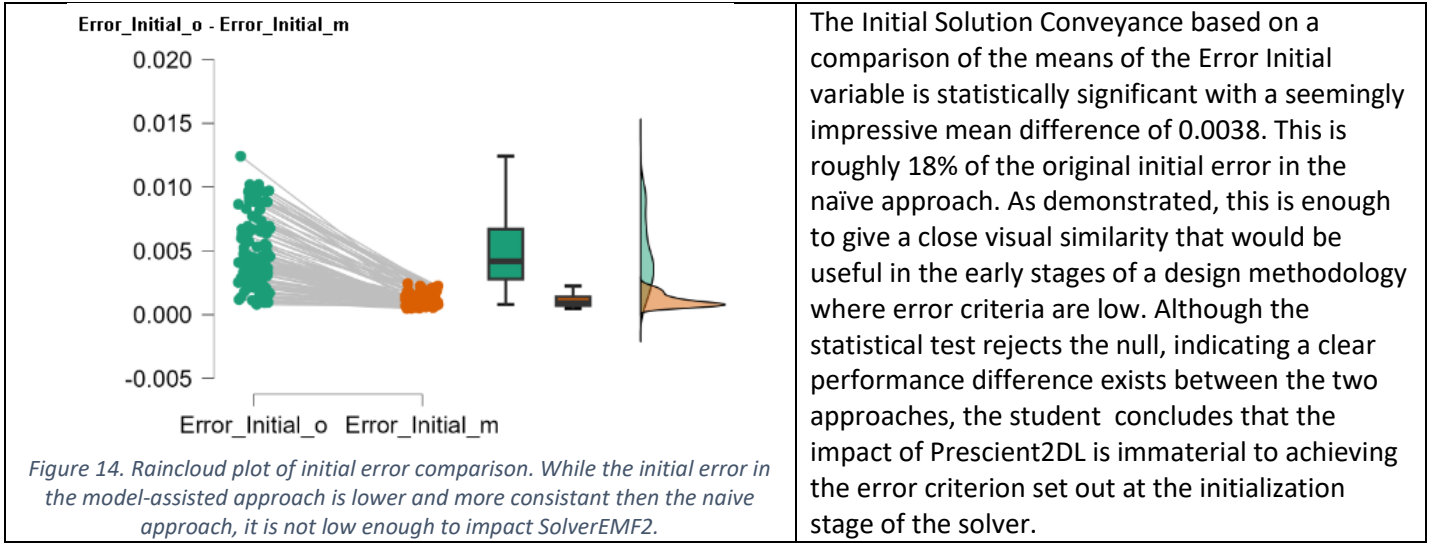 Error_Initial_o - Error_Initial_m
0.020
0.015
0.010
0.005
0.000
-0.005
Error_Initial_o Error_Initial_m
Figure 14. Raincloud plot of initial error comparison. While the initial error in
the model-assisted approach is lower and more consistant then the naive
approach, it is not low enough to impact SolverEMF2.
The Initial Solution Conveyance based on a
comparison of the means of the Error Initial
variable is statistically significant with a seemingly
impressive mean difference of 0.0038. This is
roughly 18% of the original initial error in the
naïve approach. As demonstrated, this is enough
to give a close visual similarity that would be
useful in the early stages of a design methodology
where error criteria are low. Although the
statistical test rejects the null, indicating a clear
performance difference exists between the two
approaches, the student  concludes that the
impact of Prescient2DL is immaterial to achieving
the error criterion set out at the initialization
stage of the solver.